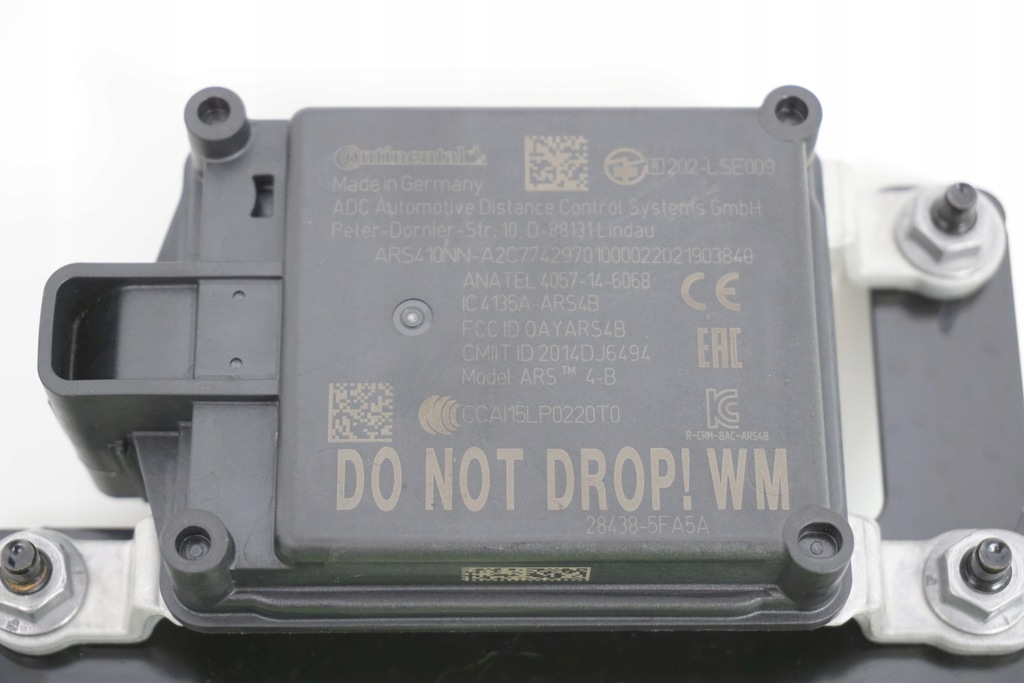 Continental
Made in Germany
R 202-LSE009
ADC Automotive Distance Control Systems GmbH
Peter-Dornier-Str. 10, D-88131 Lindau
ARS410NN-A2C77429701000022021903840
ANATEL 4057-14-6068
IC 4135A-ARS4B
FCC ID OAYARS4B
CMIIT ID 2014DJ6494
Model ARS™ 4-B
CE
EAC
CCAI15LP0220T0
R-CRM-BAC-ARS4B
DO NOT DROP! WM
28438-5FA5A